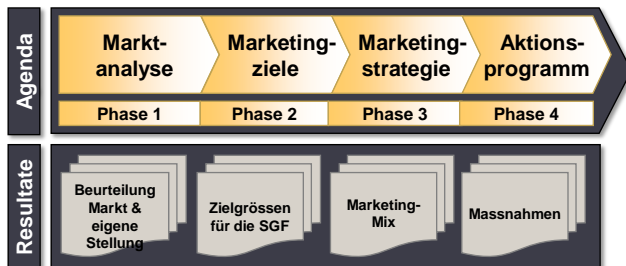 Agenda
Markt-
analyse
Marketing-
ziele
Marketing-
strategie
Aktions-
programm
Phase 1
Phase 2
Phase 3
Phase 4
Resultate
Beurteilung
Markt &
eigene
Stellung
Zielgrössen
für die SGF
Marketing-
Mix
Massnahmen